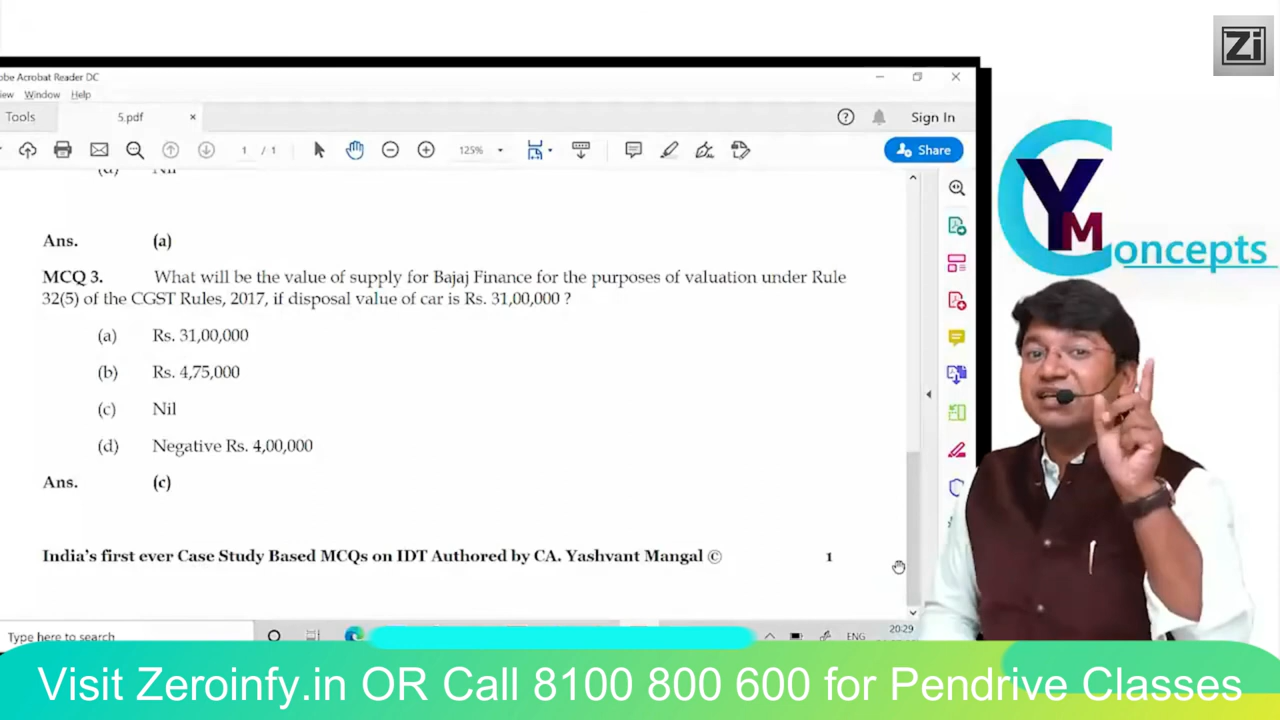 Zi
obe Acrobat Reader DC
iew Window Help
Tools
5.pdf
Sign In
1 / 1
125%
Share
(d) Nil
Ans. (a)
MCQ 3. What will be the value of supply for Bajaj Finance for the purposes of valuation under Rule
32(5) of the CGST Rules, 2017, if disposal value of car is Rs. 31,00,000 ?
(a) Rs. 31,00,000
(b) Rs. 4,75,000
(c) Nil
(d) Negative Rs. 4,00,000
Ans. (c)
India's first ever Case Study Based MCQs on IDT Authored by CA. Yashvant Mangal © 1
YM Concepts
Type here to search
ENG
20:29
Visit Zeroinfy.in OR Call 8100 800 600 for Pendrive Classes